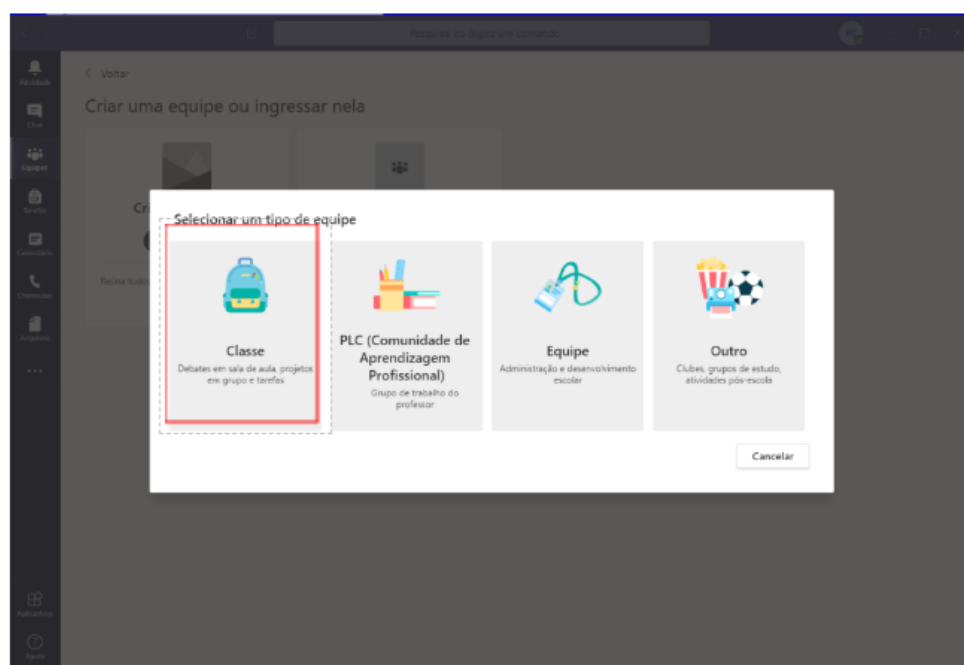 Pesquise ou digite um comando
Atividade
Chat
Equipes
Tarefas
Calendário
Chamadas
Arquivos
Aplicativos
Ajuda
Voltar
Criar uma equipe ou ingressar nela
Selecionar um tipo de equipe
Classe
Debates em sala de aula, projetos
em grupo e tarefas
PLC (Comunidade de
Aprendizagem
Profissional)
Grupo de trabalho do
professor
Equipe
Administração e desenvolvimento
escolar
Outro
Clubes, grupos de estudo,
atividades pós-escola
Cancelar